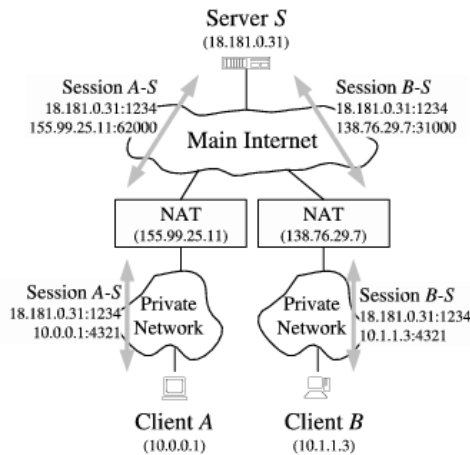 Server S
(18.181.0.31)
Session A-S
18.181.0.31:1234
155.99.25.11:62000
Session B-S
18.181.0.31:1234
138.76.29.7:31000
Main Internet
NAT
(155.99.25.11)
NAT
(138.76.29.7)
Session A-S
18.181.0.31:1234
10.0.0.1:4321
Private
Network
Private
Network
Session B-S
18.181.0.31:1234
10.1.1.3:4321
Client A
(10.0.0.1)
Client B
(10.1.1.3)